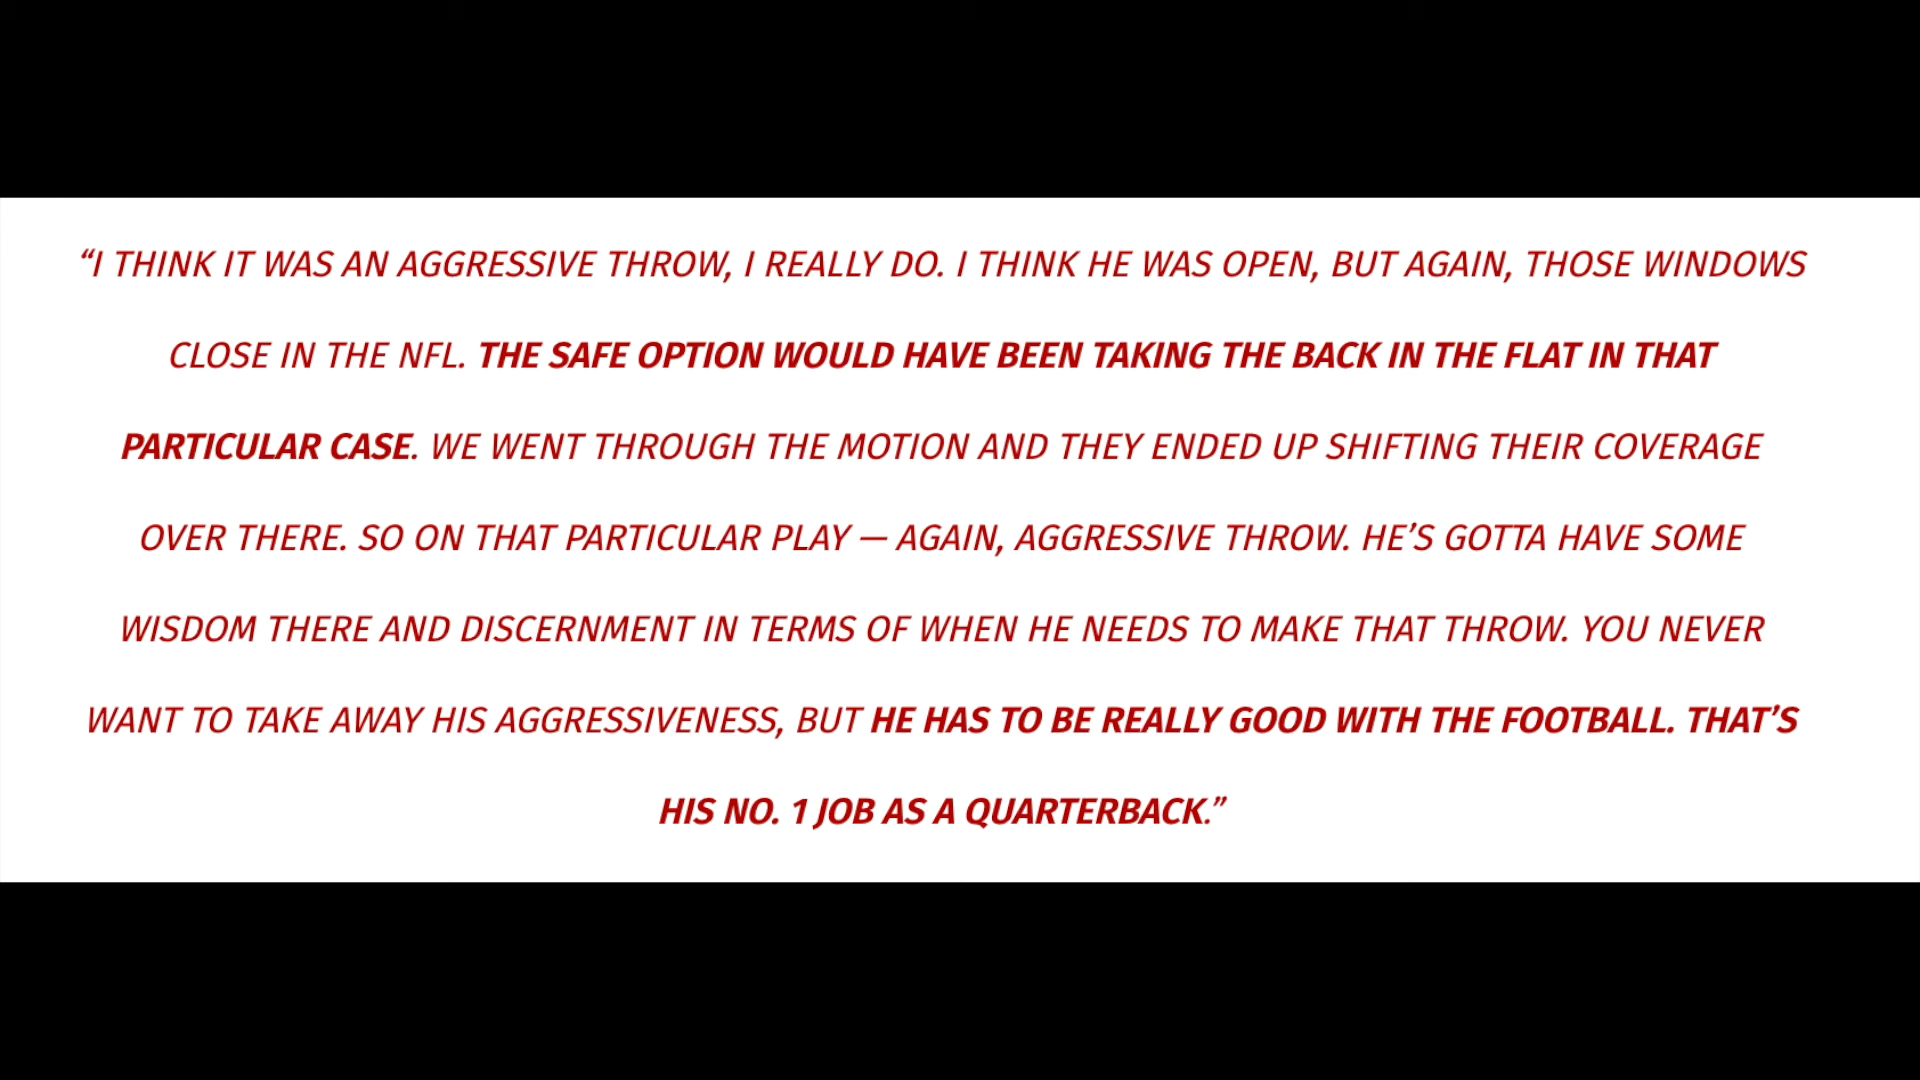 “I THINK IT WAS AN AGGRESSIVE THROW, I REALLY DO. I THINK HE WAS OPEN, BUT AGAIN, THOSE WINDOWS
CLOSE IN THE NFL. THE SAFE OPTION WOULD HAVE BEEN TAKING THE BACK IN THE FLAT IN THAT
PARTICULAR CASE. WE WENT THROUGH THE MOTION AND THEY ENDED UP SHIFTING THEIR COVERAGE
OVER THERE. SO ON THAT PARTICULAR PLAY — AGAIN, AGGRESSIVE THROW. HE’S GOTTA HAVE SOME
WISDOM THERE AND DISCERNMENT IN TERMS OF WHEN HE NEEDS TO MAKE THAT THROW. YOU NEVER
WANT TO TAKE AWAY HIS AGGRESSIVENESS, BUT HE HAS TO BE REALLY GOOD WITH THE FOOTBALL. THAT’S
HIS NO. 1 JOB AS A QUARTERBACK.”